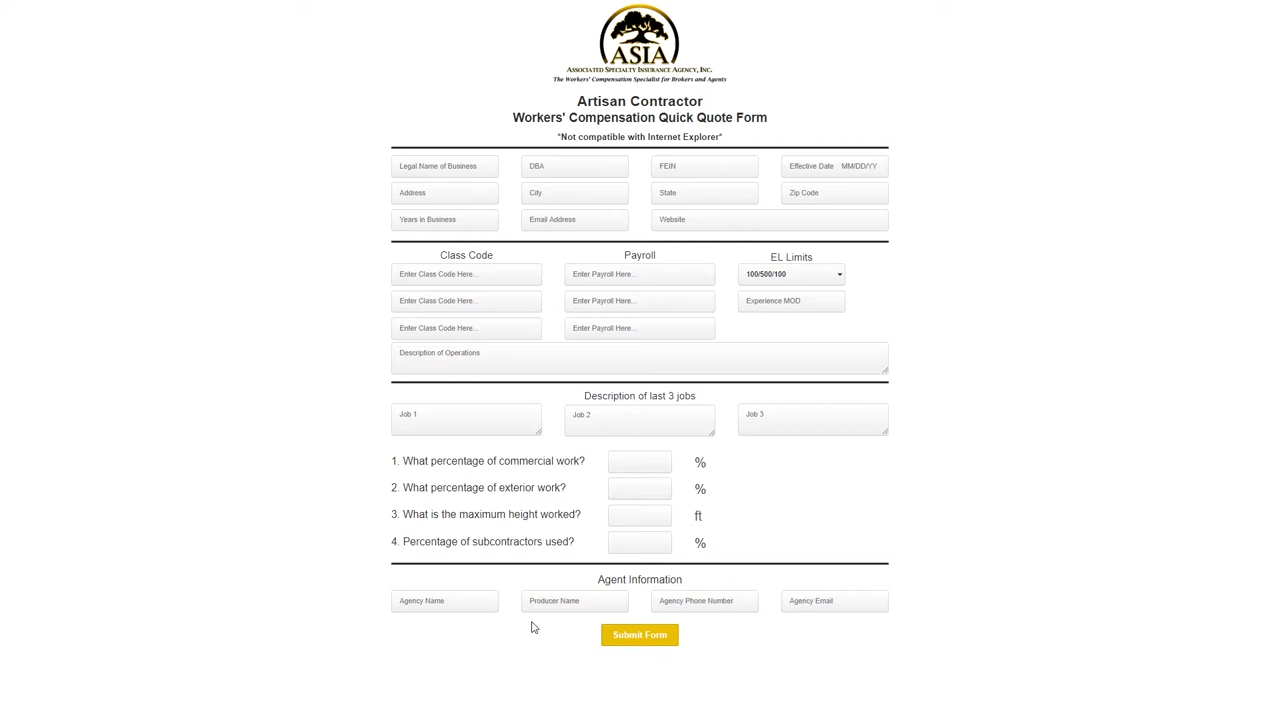 ASIA
Associated Specialty Insurance Agency, Inc.
The Workers' Compensation Specialist for Brokers and Agents
Artisan Contractor
Workers' Compensation Quick Quote Form
*Not compatible with Internet Explorer*
Legal Name of Business DBA FEIN Effective Date MM/DD/YY
Address City State Zip Code
Years in Business Email Address Website
Class Code Payroll EL Limits
Enter Class Code Here... Enter Payroll Here... 100/500/100
Enter Class Code Here... Enter Payroll Here... Experience MOD
Enter Class Code Here... Enter Payroll Here...
Description of Operations
Description of last 3 jobs
Job 1 Job 2 Job 3
1. What percentage of commercial work? %
2. What percentage of exterior work? %
3. What is the maximum height worked? ft
4. Percentage of subcontractors used? %
Agent Information
Agency Name Producer Name Agency Phone Number Agency Email
Submit Form